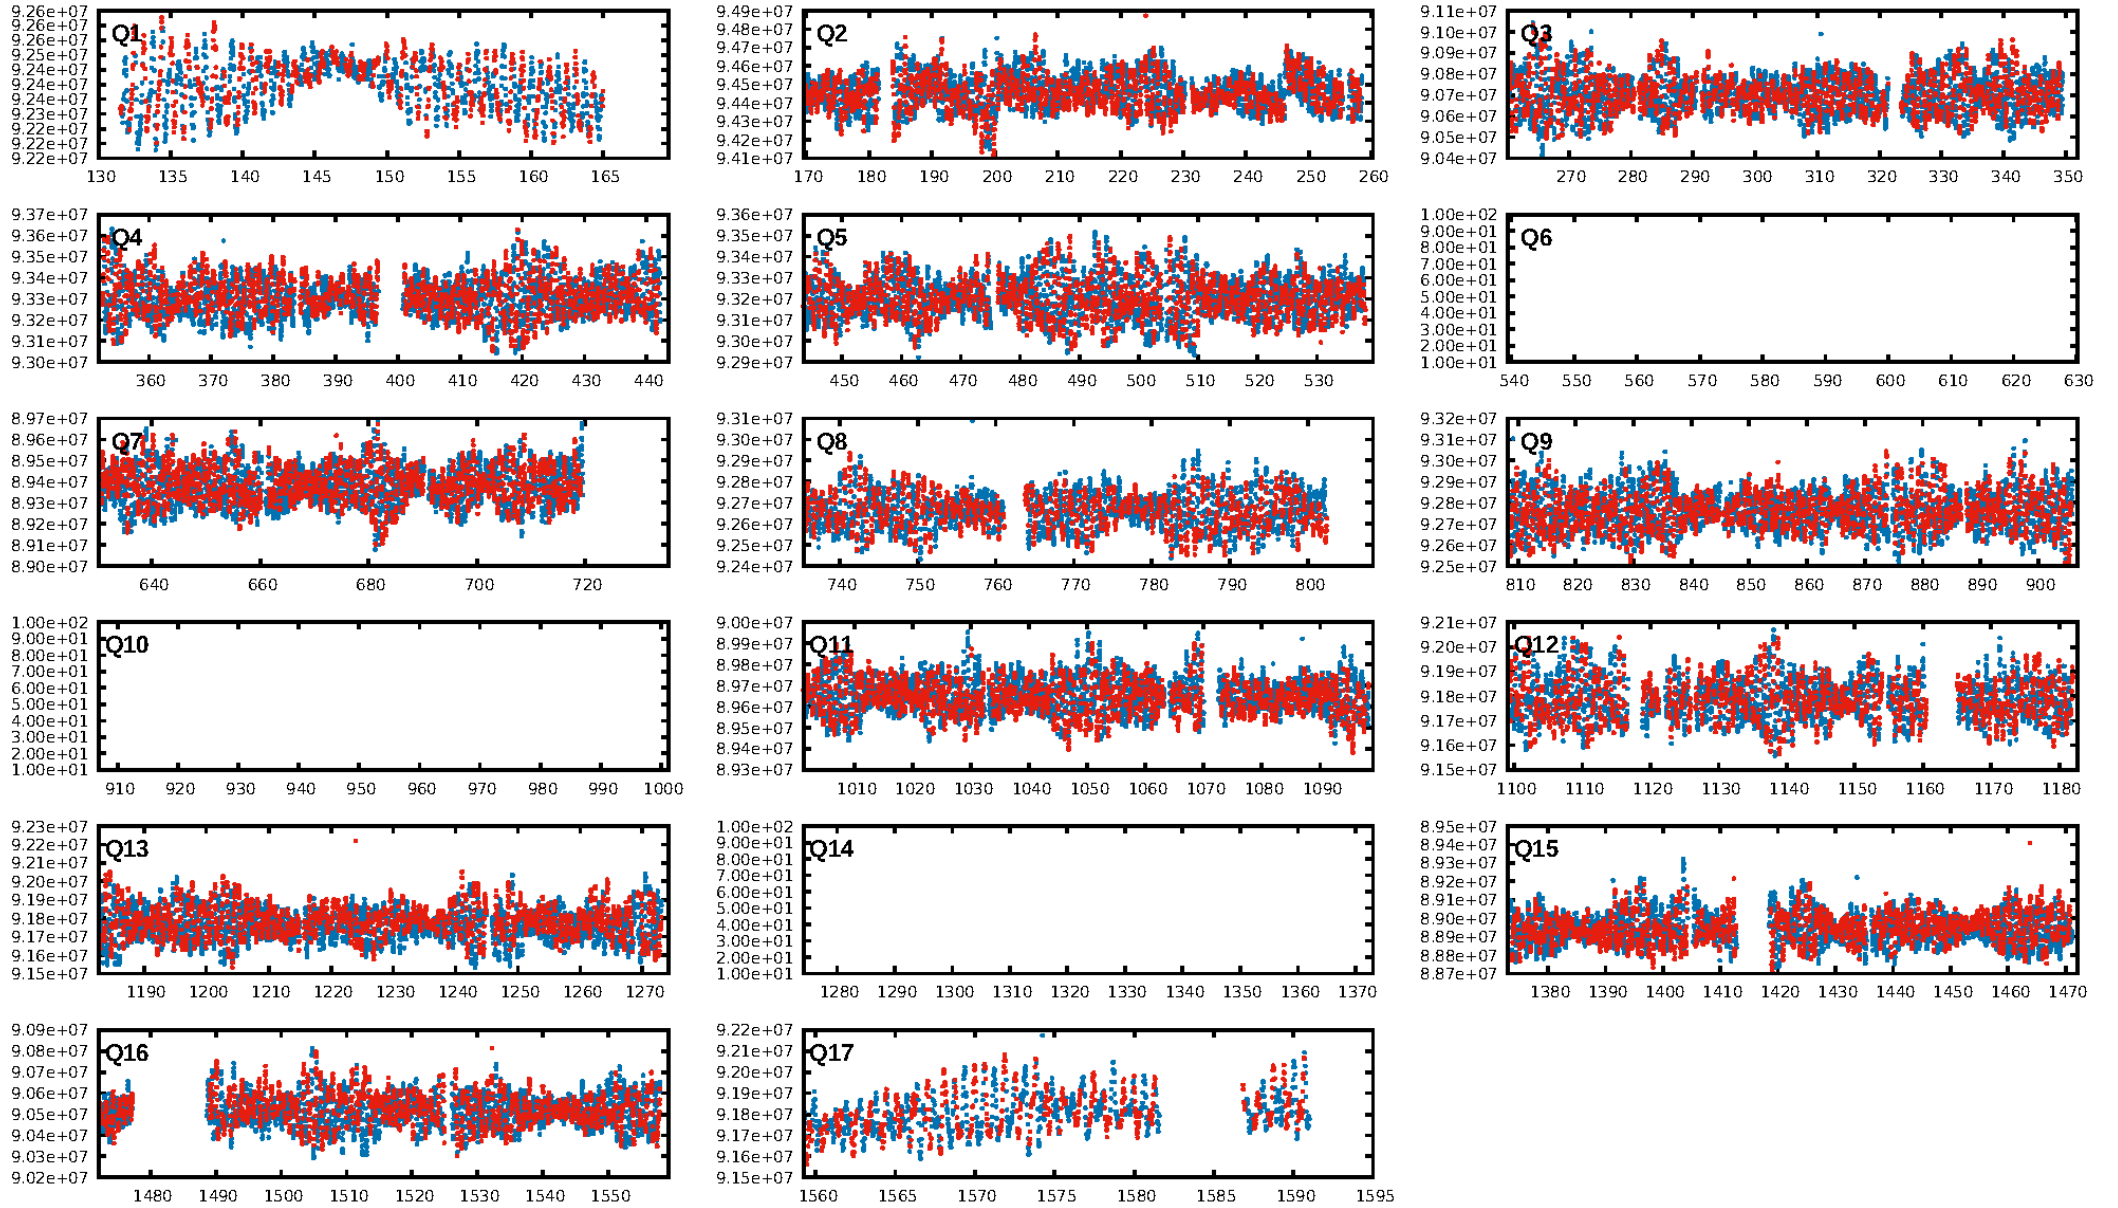 9.26e+07
9.26e+07
9.26e+07
9.25e+07
9.24e+07
9.24e+07
9.24e+07
9.23e+07
9.22e+07
9.22e+07
9.22e+07
Q1
130 135 140 145 150 155 160 165
9.49e+07
9.48e+07
9.47e+07
9.46e+07
9.45e+07
9.44e+07
9.43e+07
9.42e+07
9.41e+07
Q2
170 180 190 200 210 220 230 240 250 260
9.11e+07
9.10e+07
9.09e+07
9.08e+07
9.07e+07
9.06e+07
9.05e+07
9.04e+07
Q3
270 280 290 300 310 320 330 340 350
9.37e+07
9.36e+07
9.35e+07
9.34e+07
9.33e+07
9.32e+07
9.31e+07
9.30e+07
Q4
360 370 380 390 400 410 420 430 440
9.36e+07
9.35e+07
9.34e+07
9.33e+07
9.32e+07
9.31e+07
9.30e+07
9.29e+07
Q5
450 460 470 480 490 500 510 520 530
1.00e+02
9.00e+01
8.00e+01
7.00e+01
6.00e+01
5.00e+01
4.00e+01
3.00e+01
2.00e+01
1.00e+01
Q6
540 550 560 570 580 590 600 610 620 630
8.97e+07
8.96e+07
8.95e+07
8.94e+07
8.93e+07
8.92e+07
8.91e+07
8.90e+07
Q7
640 660 680 700 720
9.31e+07
9.30e+07
9.29e+07
9.28e+07
9.27e+07
9.26e+07
9.25e+07
9.24e+07
Q8
740 750 760 770 780 790 800
9.32e+07
9.31e+07
9.30e+07
9.29e+07
9.28e+07
9.27e+07
9.26e+07
9.25e+07
Q9
810 820 830 840 850 860 870 880 890 900
1.00e+02
9.00e+01
8.00e+01
7.00e+01
6.00e+01
5.00e+01
4.00e+01
3.00e+01
2.00e+01
1.00e+01
Q10
910 920 930 940 950 960 970 980 990 1000
9.00e+07
8.99e+07
8.98e+07
8.97e+07
8.96e+07
8.95e+07
8.94e+07
8.93e+07
Q11
1010 1020 1030 1040 1050 1060 1070 1080 1090
9.21e+07
9.20e+07
9.19e+07
9.18e+07
9.17e+07
9.16e+07
9.15e+07
Q12
1100 1110 1120 1130 1140 1150 1160 1170 1180
9.23e+07
9.22e+07
9.21e+07
9.20e+07
9.19e+07
9.18e+07
9.17e+07
9.16e+07
9.15e+07
Q13
1190 1200 1210 1220 1230 1240 1250 1260 1270
1.00e+02
9.00e+01
8.00e+01
7.00e+01
6.00e+01
5.00e+01
4.00e+01
3.00e+01
2.00e+01
1.00e+01
Q14
1280 1290 1300 1310 1320 1330 1340 1350 1360 1370
8.95e+07
8.94e+07
8.93e+07
8.92e+07
8.91e+07
8.90e+07
8.89e+07
8.88e+07
8.87e+07
Q15
1380 1390 1400 1410 1420 1430 1440 1450 1460 1470
9.09e+07
9.08e+07
9.07e+07
9.06e+07
9.05e+07
9.04e+07
9.03e+07
9.02e+07
Q16
1480 1490 1500 1510 1520 1530 1540 1550
9.22e+07
9.21e+07
9.20e+07
9.19e+07
9.18e+07
9.17e+07
9.16e+07
9.15e+07
Q17
1560 1565 1570 1575 1580 1585 1590 1595